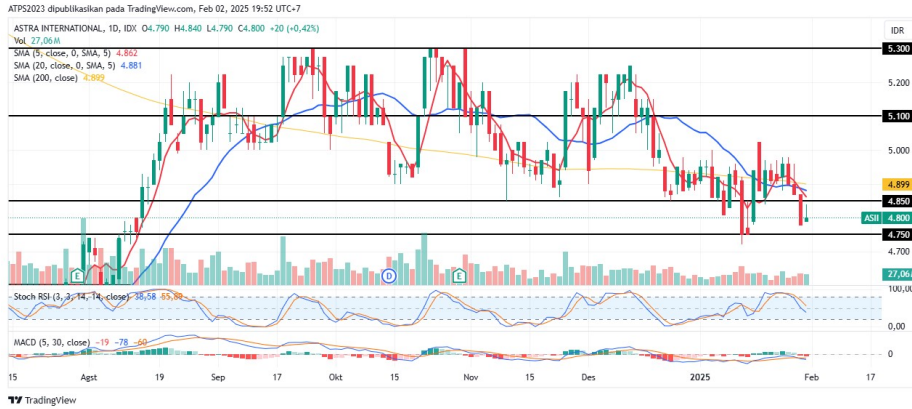 ATPS2023 dipublikasikan pada TradingView.com, Feb 02, 2025 19:52 UTC+7
ASTRA INTERNATIONAL, 1D, IDX O4.790 H4.840 L4.790 C4.800 +20 (+0,42%)
IDR
Vol 27,06M
5.300
SMA (5, close, 0, SMA, 5) 4.862
SMA (20, close, 0, SMA, 5) 4.881
SMA (200, close) 4.899
5.200
5.100
5.000
4.899
4.850
ASII 4.800
4.750
4.700
E
D
E
27,06M
Stoch RSI (3, 3, 14, 14, close) 38,58 55,89
100,00
0,00
MACD (5, 30, close) −19 −78 −60
0
15 Agst 19 Sep 17 Okt 15 Nov 18 Des 2025 Feb 17
TradingView